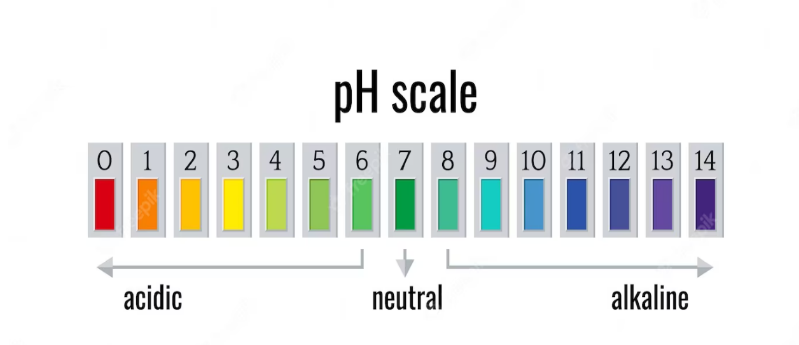 pH scale
0 1 2 3 4 5 6 7 8 9 10 11 12 13 14
acidic neutral alkaline